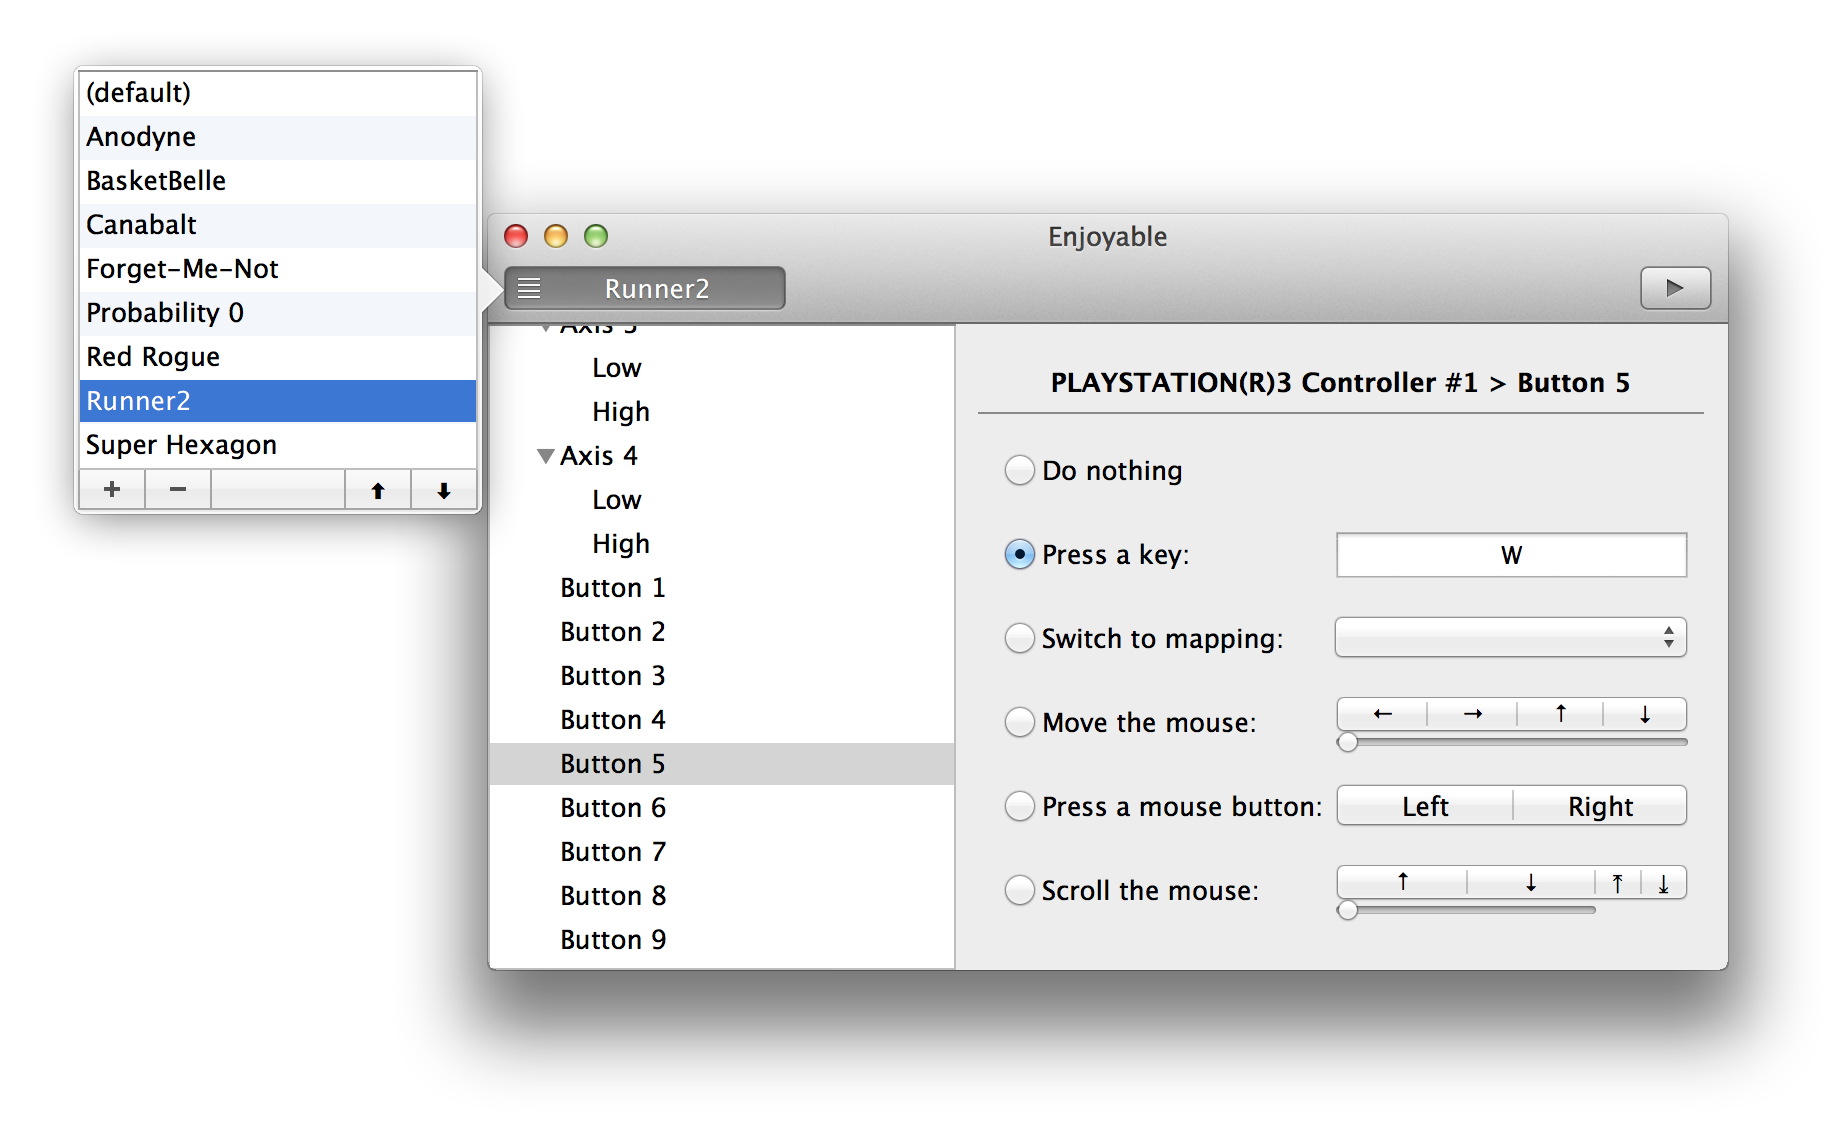 (default)
Anodyne
BasketBelle
Canabalt
Forget-Me-Not
Probability 0
Red Rogue
Runner2
Super Hexagon
Enjoyable
Runner2
Axis 3
Low
High
Axis 4
Low
High
Button 1
Button 2
Button 3
Button 4
Button 5
Button 6
Button 7
Button 8
Button 9
PLAYSTATION(R)3 Controller #1 > Button 5
Do nothing
Press a key: W
Switch to mapping:
Move the mouse: ← → ↑ ↓
Press a mouse button: Left Right
Scroll the mouse: ↑ ↓ ⤒ ⤓